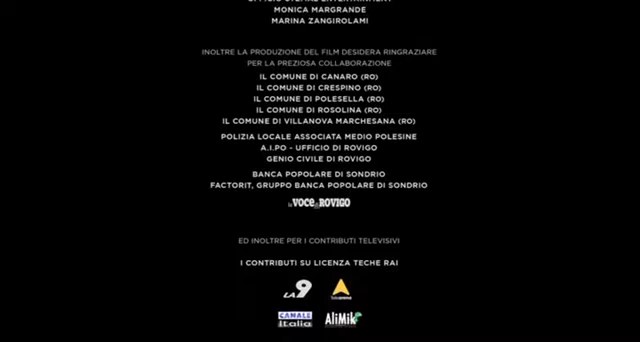 MONICA MARGRANDE
MARINA ZANGIROLAMI
INOLTRE LA PRODUZIONE DEL FILM DESIDERA RINGRAZIARE
PER LA PREZIOSA COLLABORAZIONE
IL COMUNE DI CANARO (RO)
IL COMUNE DI CRESPINO (RO)
IL COMUNE DI POLESELLA (RO)
IL COMUNE DI ROSOLINA (RO)
IL COMUNE DI VILLANOVA MARCHESANA (RO)
POLIZIA LOCALE ASSOCIATA MEDIO POLESINE
A.I.PO - UFFICIO DI ROVIGO
GENIO CIVILE DI ROVIGO
BANCA POPOLARE DI SONDRIO
FACTORIT, GRUPPO BANCA POPOLARE DI SONDRIO
la VOCE di ROVIGO
ED INOLTRE PER I CONTRIBUTI TELEVISIVI
I CONTRIBUTI SU LICENZA TECHE RAI
LA 9
CANALE Italia
AliMik